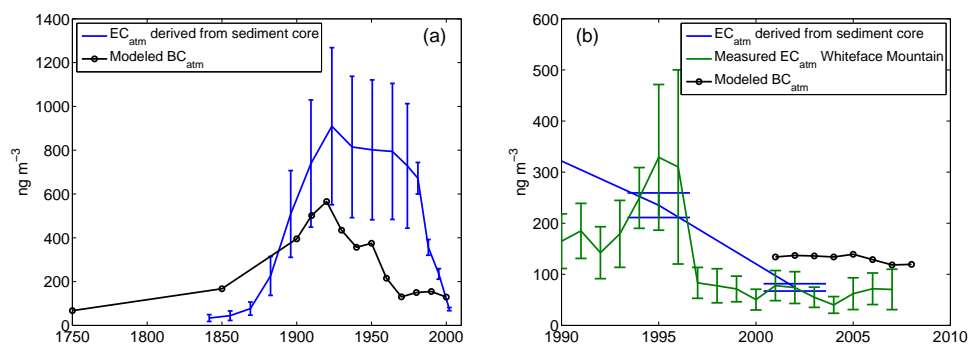 1400
1200
1000
800
600
400
200
0
ng m⁻³
1750 1800 1850 1900 1950 2000
EC_atm derived from sediment core
Modeled BC_atm
(a)
600
500
400
300
200
100
0
ng m⁻³
1990 1995 2000 2005 2010
(b)
EC_atm derived from sediment core
Measured EC_atm Whiteface Mountain
Modeled BC_atm